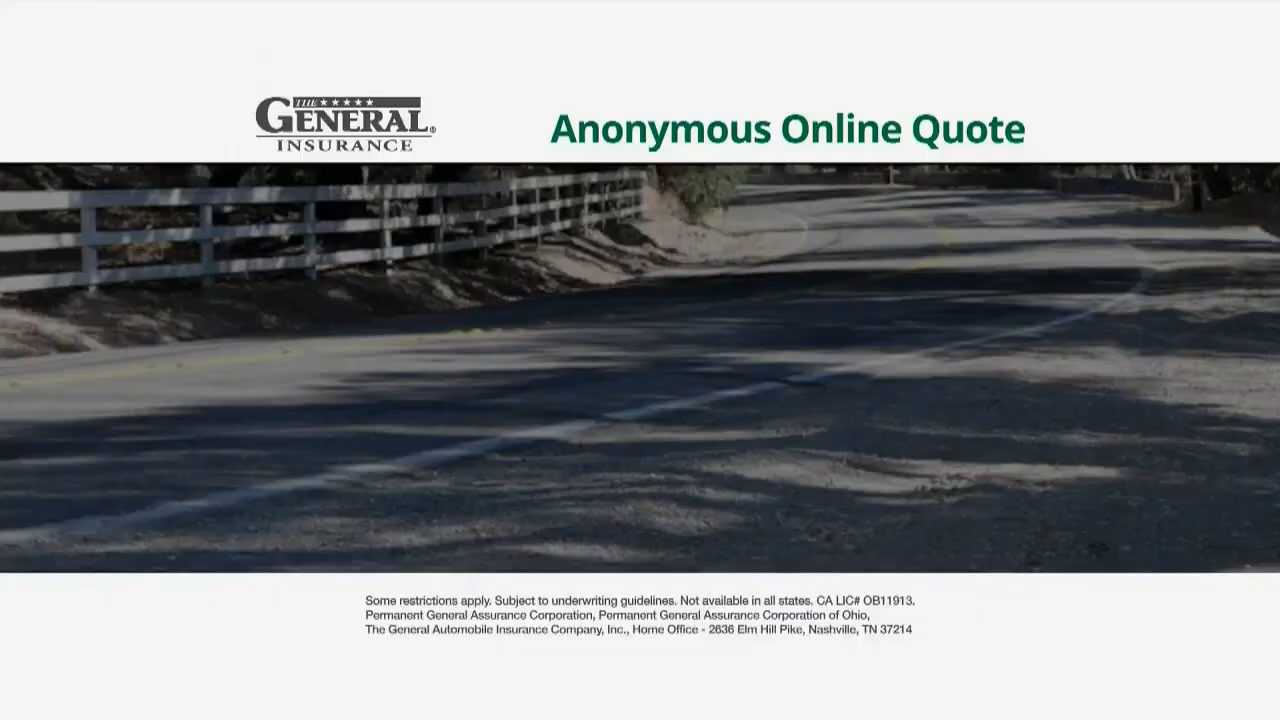 THE
GENERAL®
INSURANCE
Anonymous Online Quote
Some restrictions apply. Subject to underwriting guidelines. Not available in all states. CA LIC# OB11913.
Permanent General Assurance Corporation, Permanent General Assurance Corporation of Ohio,
The General Automobile Insurance Company, Inc., Home Office - 2636 Elm Hill Pike, Nashville, TN 37214